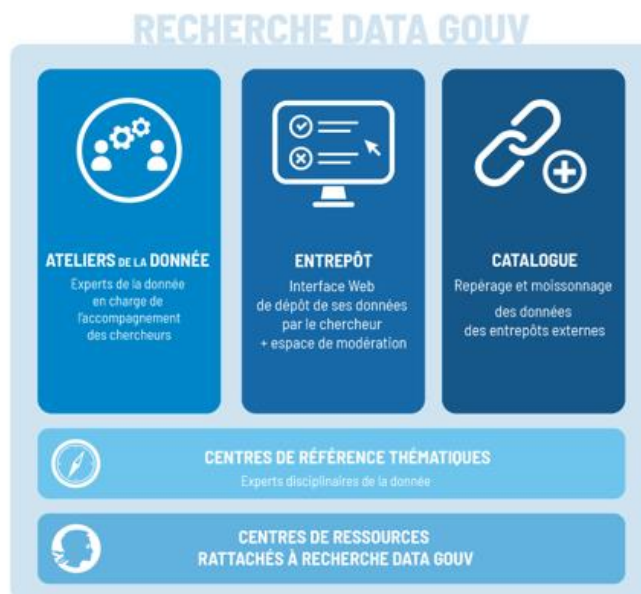 RECHERCHE DATA GOUV
ATELIERS DE LA DONNÉE
Experts de la donnée
en charge de
l'accompagnement
des chercheurs
ENTREPÔT
Interface Web
de dépôt de ses données
par le chercheur
+ espace de modération
CATALOGUE
Repérage et moissonnage
des données
des entrepôts externes
CENTRES DE RÉFÉRENCE THÉMATIQUES
Experts disciplinaires de la donnée
CENTRES DE RESSOURCES
RATTACHÉS À RECHERCHE DATA GOUV